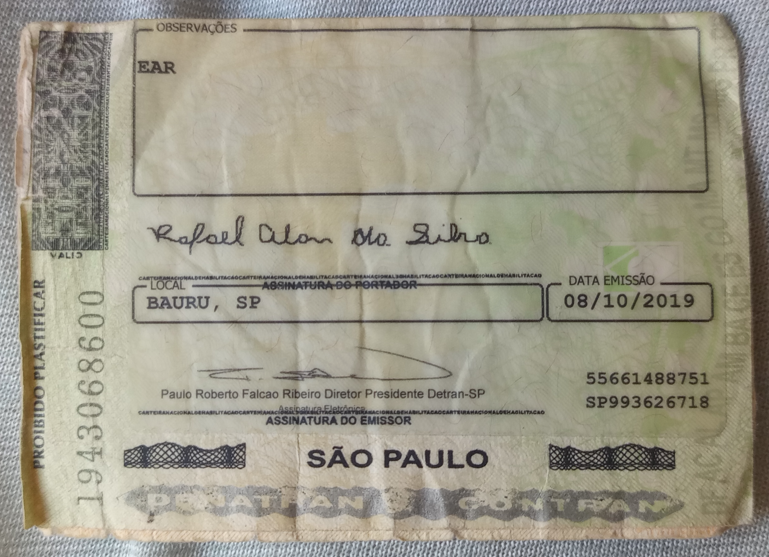 OBSERVAÇÕES
EAR
VALID
Rafael Alan da Silva
CARTEIRANACIONALDEHABILITACAOCARTEIRANACIONALDEHABILITACAOCARTEIRANACIONALDEHABILITACAO
ASSINATURA DO PORTADOR
LOCAL
BAURU, SP
DATA EMISSÃO
08/10/2019
55661488751
SP993626718
Paulo Roberto Falcao Ribeiro Diretor Presidente Detran-SP
Assinatura Eletrônica
ASSINATURA DO EMISSOR
SÃO PAULO
DENATRAN CONTRAN
PROIBIDO PLASTIFICAR
1943068600